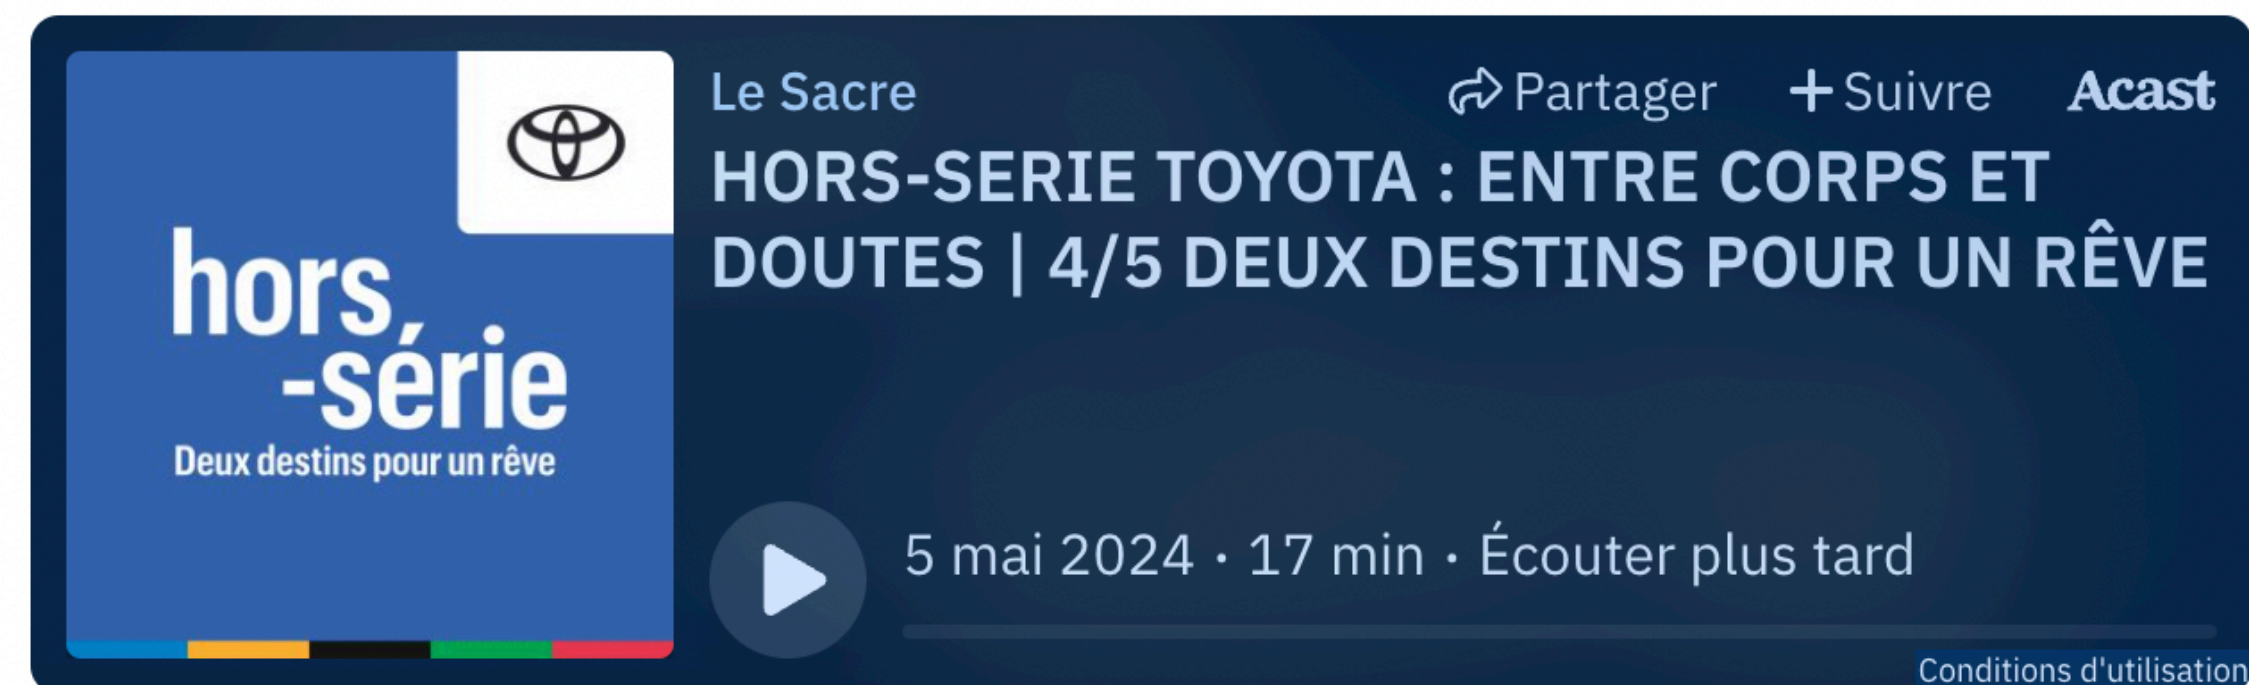 hors
-série
Deux destins pour un rêve
Le Sacre
Partager
Suivre
Acast
HORS-SERIE TOYOTA : ENTRE CORPS ET
DOUTES | 4/5 DEUX DESTINS POUR UN RÊVE
5 mai 2024 · 17 min · Écouter plus tard
Conditions d'utilisation